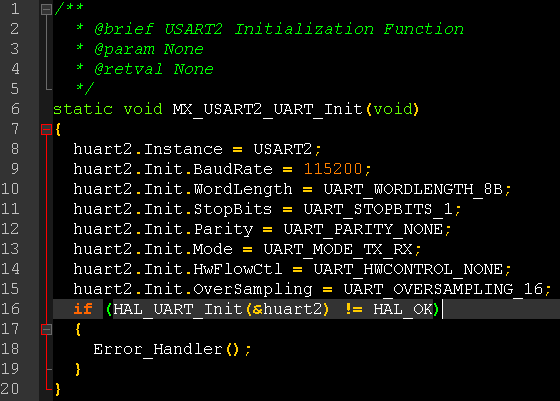 1 /**
2   * @brief USART2 Initialization Function
3   * @param None
4   * @retval None
5   */
6 static void MX_USART2_UART_Init(void)
7 {
8   huart2.Instance = USART2;
9   huart2.Init.BaudRate = 115200;
10   huart2.Init.WordLength = UART_WORDLENGTH_8B;
11   huart2.Init.StopBits = UART_STOPBITS_1;
12   huart2.Init.Parity = UART_PARITY_NONE;
13   huart2.Init.Mode = UART_MODE_TX_RX;
14   huart2.Init.HwFlowCtl = UART_HWCONTROL_NONE;
15   huart2.Init.OverSampling = UART_OVERSAMPLING_16;
16   if (HAL_UART_Init(&huart2) != HAL_OK)
17   {
18     Error_Handler();
19   }
20 }